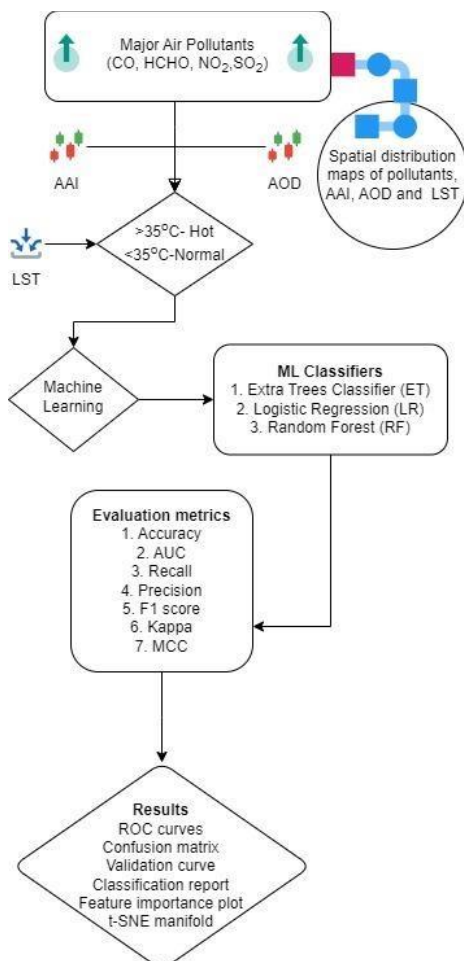 Major Air Pollutants
(CO, HCHO, NO₂,SO₂)
Spatial distribution
maps of pollutants,
AAI, AOD and LST
AAI
AOD
>35°C- Hot
<35°C-Normal
LST
Machine
Learning
ML Classifiers
1. Extra Trees Classifier (ET)
2. Logistic Regression (LR)
3. Random Forest (RF)
Evaluation metrics
1. Accuracy
2. AUC
3. Recall
4. Precision
5. F1 score
6. Kappa
7. MCC
Results
ROC curves
Confusion matrix
Validation curve
Classification report
Feature importance plot
t-SNE manifold